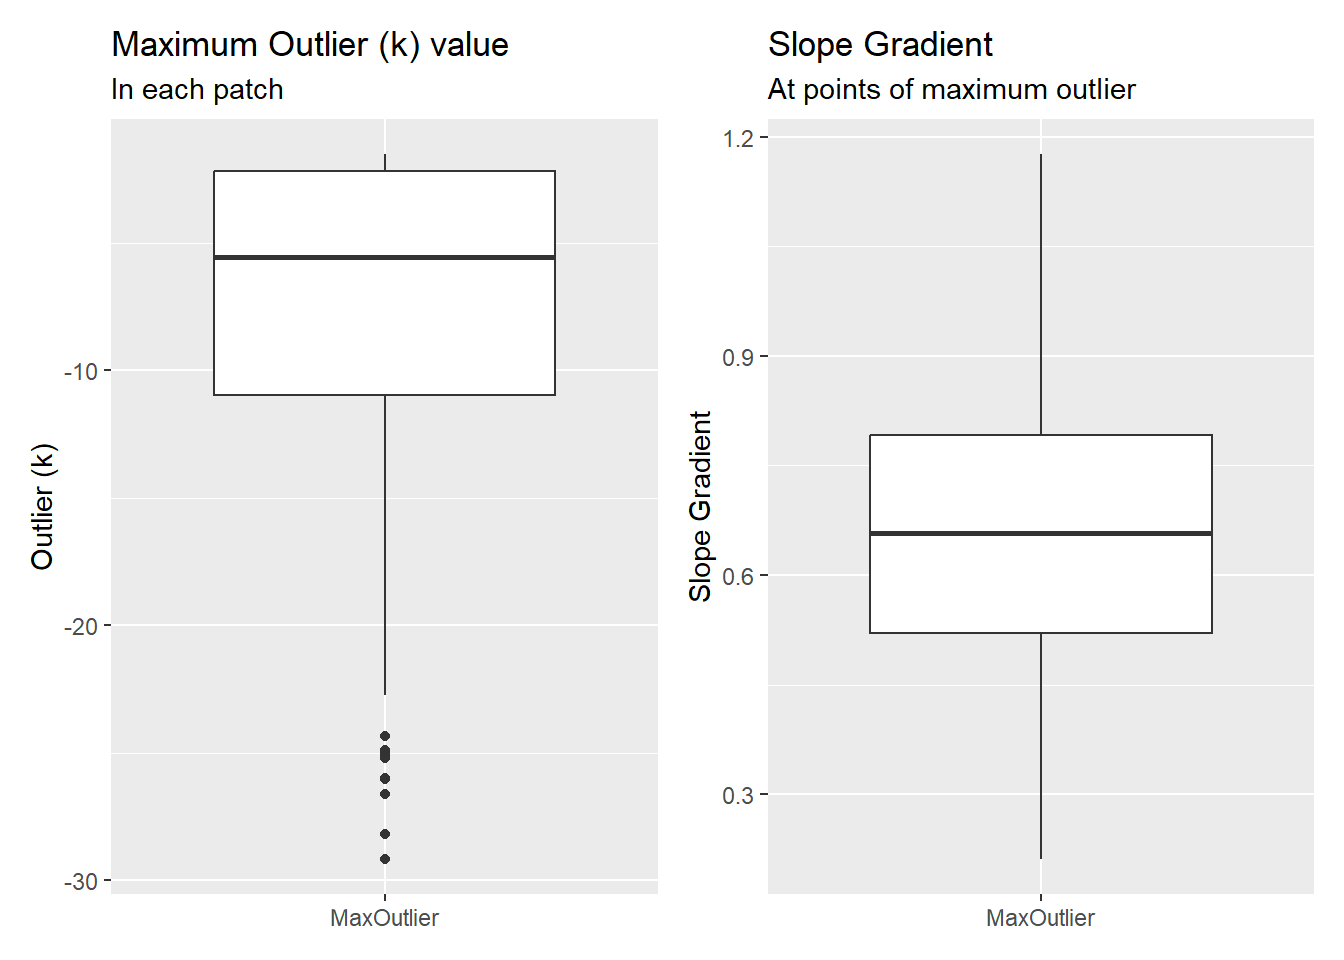 Maximum Outlier (k) value
In each patch
Outlier (k)
-10
-20
-30
MaxOutlier
Slope Gradient
At points of maximum outlier
Slope Gradient
1.2
0.9
0.6
0.3
MaxOutlier